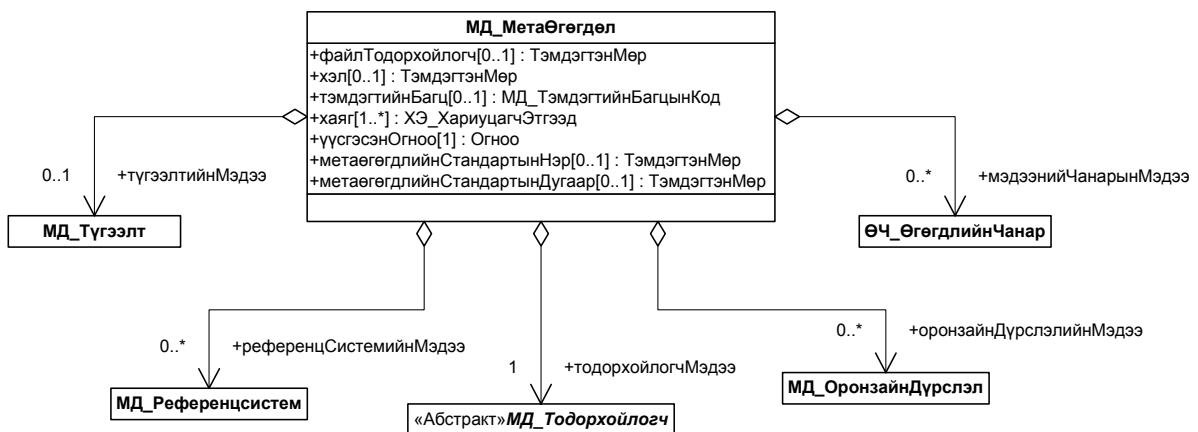 МД_МетаӨгөгдөл
+файлТодорхойлогч[0..1] : ТэмдэгтэнМөр
+хэл[0..1] : ТэмдэгтэнМөр
+тэмдэгтийнБагц[0..1] : МД_ТэмдэгтийнБагцынКод
+хаяг[1..*] : ХЭ_ХариуцагчЭтгээд
+үүсгэсэнОгноо[1] : Огноо
+метаөгөгдлийнСтандартынНэр[0..1] : ТэмдэгтэнМөр
+метаөгөгдлийнСтандартынДугаар[0..1] : ТэмдэгтэнМөр
0..1 +түгээлтийнМэдээ
0..* +мэдээнийЧанарынМэдээ
МД_Түгээлт
ӨЧ_ӨгөгдлийнЧанар
0..* +референцСистемийнМэдээ
1 +тодорхойлогчМэдээ
0..* +оронзайнДүрслэлийнМэдээ
МД_Референцсистем
«Абстракт»МД_Тодорхойлогч
МД_ОронзайнДүрслэл